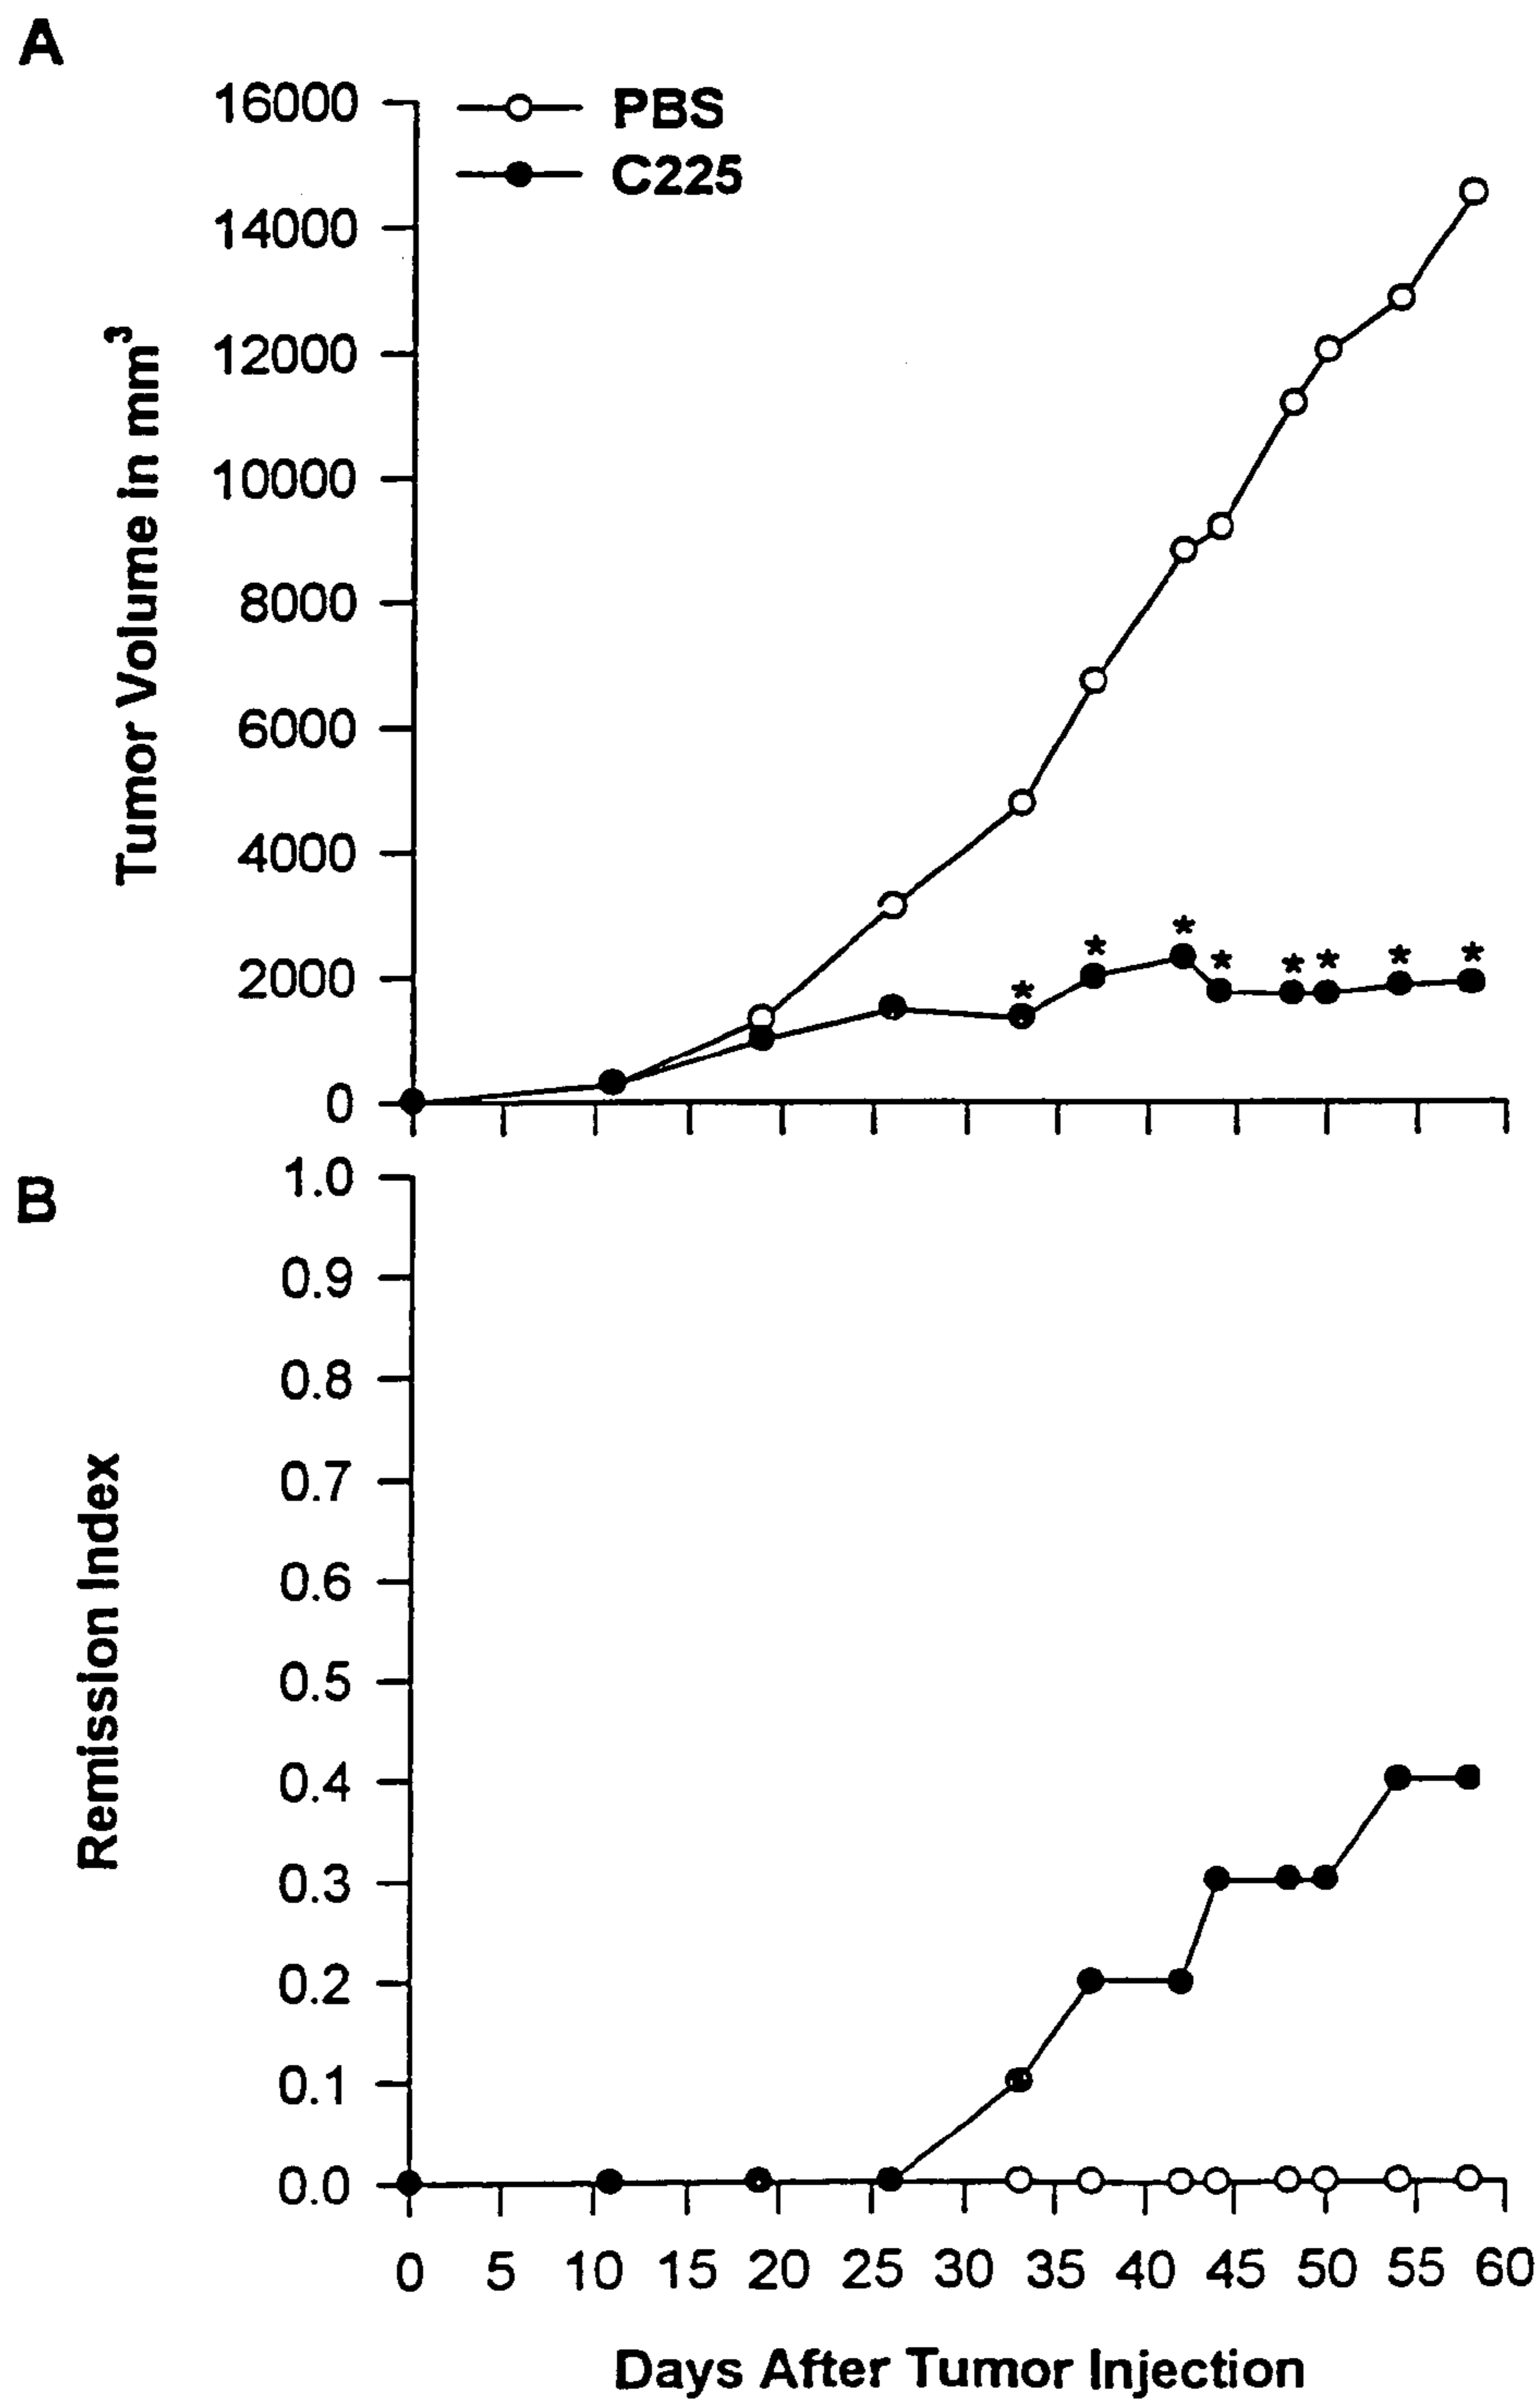 A
PBS
C225
16000
14000
12000
10000
8000
6000
4000
2000
0
Tumor Volume in mm³
* * * * * * * *
B
1.0
0.9
0.8
0.7
0.6
0.5
0.4
0.3
0.2
0.1
0.0
Remission Index
0 5 10 15 20 25 30 35 40 45 50 55 60
Days After Tumor Injection